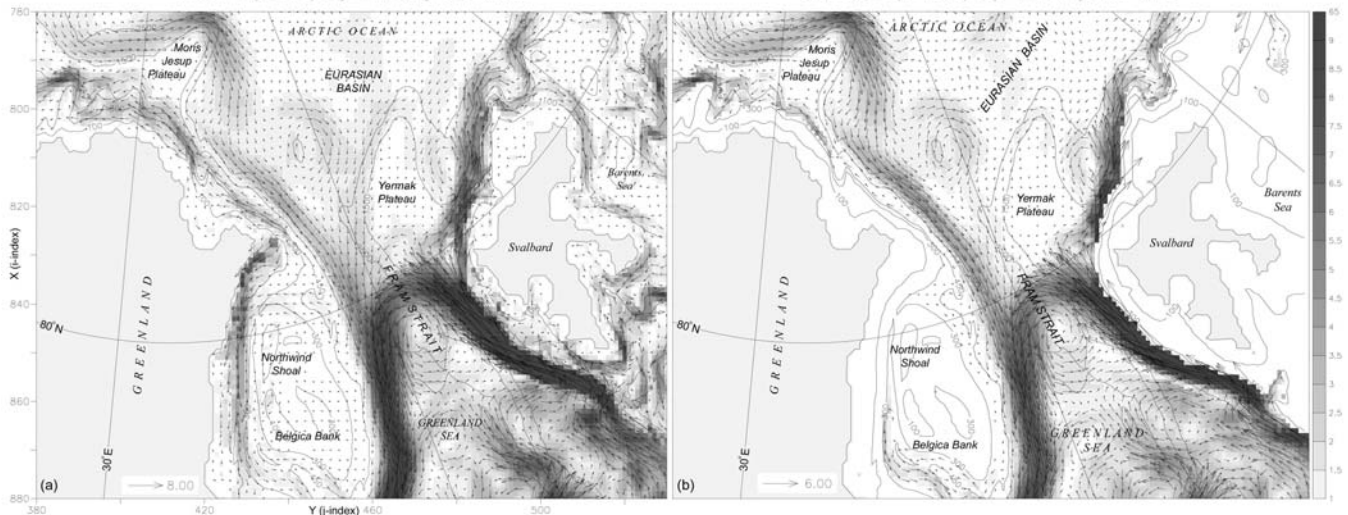 780
800
820
840
860
880
X (i-index)
380
420
460
500
Y (j-index)
ARCTIC OCEAN
Moris
Jesup
Plateau
EURASIAN
BASIN
100
Yermak
Plateau
Barents
Sea
Svalbard
FRAM STRAIT
80°N
GREENLAND
Northwind
Shoal
Belgica Bank
GREENLAND
SEA
30°E
(a)
8.00
ARCTIC OCEAN
Moris
Jesup
Plateau
EURASIAN BASIN
100
Yermak
Plateau
Barents
Sea
Svalbard
FRAM STRAIT
80°N
GREENLAND
Northwind
Shoal
Belgica Bank
GREENLAND
SEA
30°E
(b)
6.00
65
9
8.5
8
7.5
7
6.5
6
5.5
5
4.5
4
3.5
3
2.5
2
1.5
1